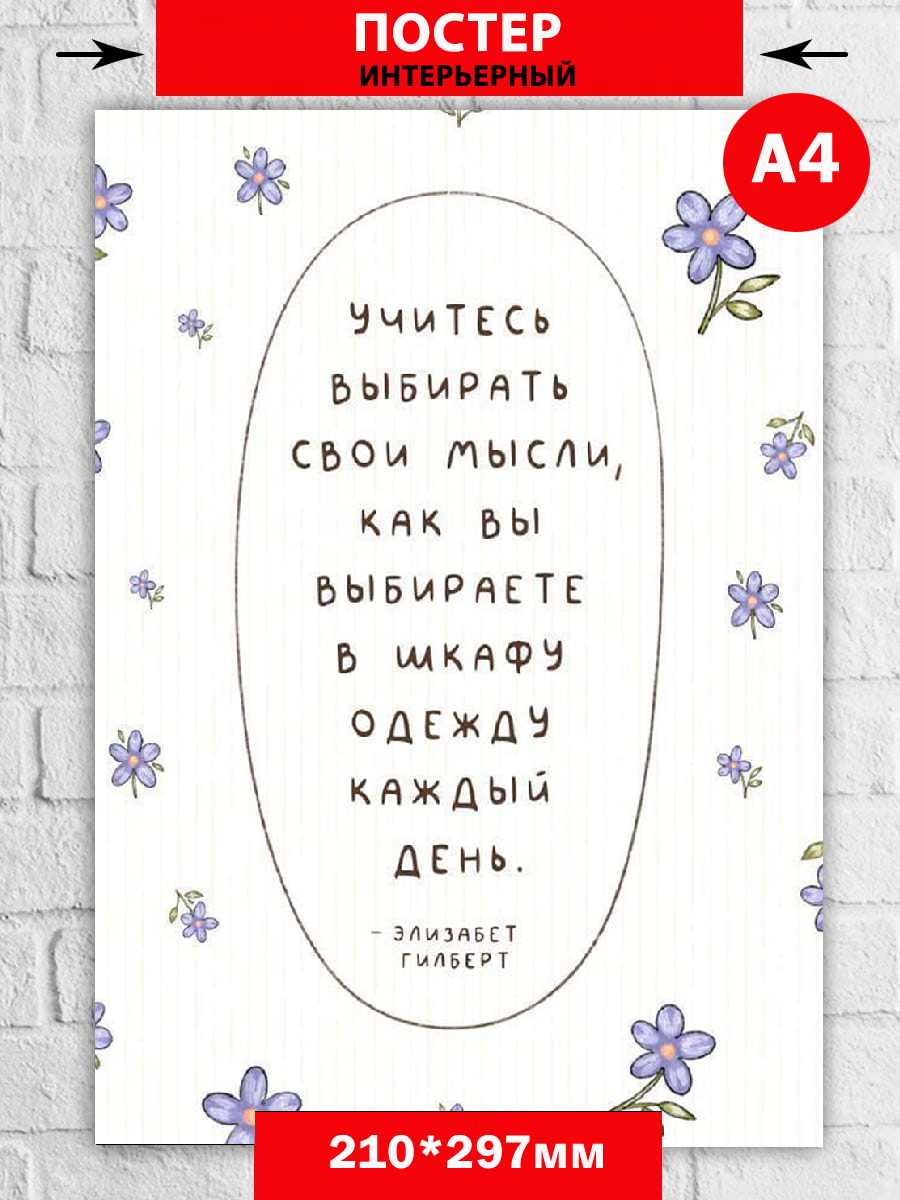 ПОСТЕР
ИНТЕРЬЕРНЫЙ
А4
УЧИТЕСЬ
ВЫБИРАТЬ
СВОИ МЫСЛИ,
КАК ВЫ
ВЫБИРАЕТЕ
В ШКАФУ
ОДЕЖДУ
КАЖДЫЙ
ДЕНЬ.
- ЭЛИЗАБЕТ
ГИЛБЕРТ
210*297мм